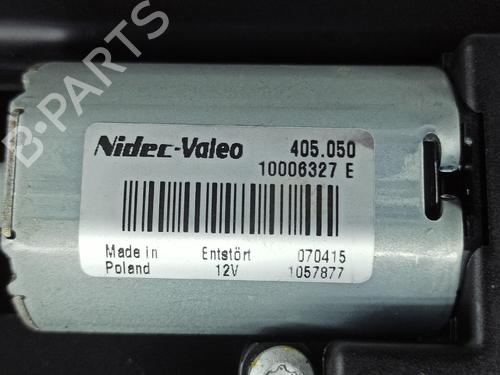 B-PARTS
Nidec-Valeo 405.050
10006327 E
Made in Entstört 070415
Poland 12V 1057877